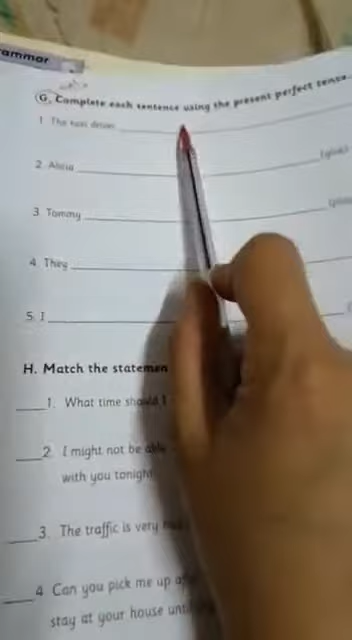 ammar
G. Complete each sentence using the present perfect tense.
1. The taxi driver
2. Alicia
3. Tommy
4. They
5. I
H. Match the statemen
1. What time should I
2. I might not be able
with you tonight
3. The traffic is very
4 Can you pick me up
stay at your house until